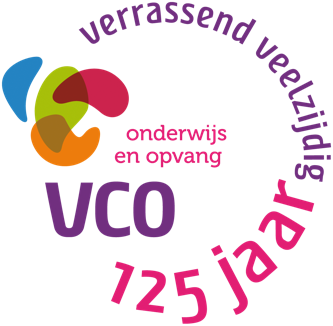 verrassend veelzijdig
onderwijs
en opvang
VCO
125 jaar